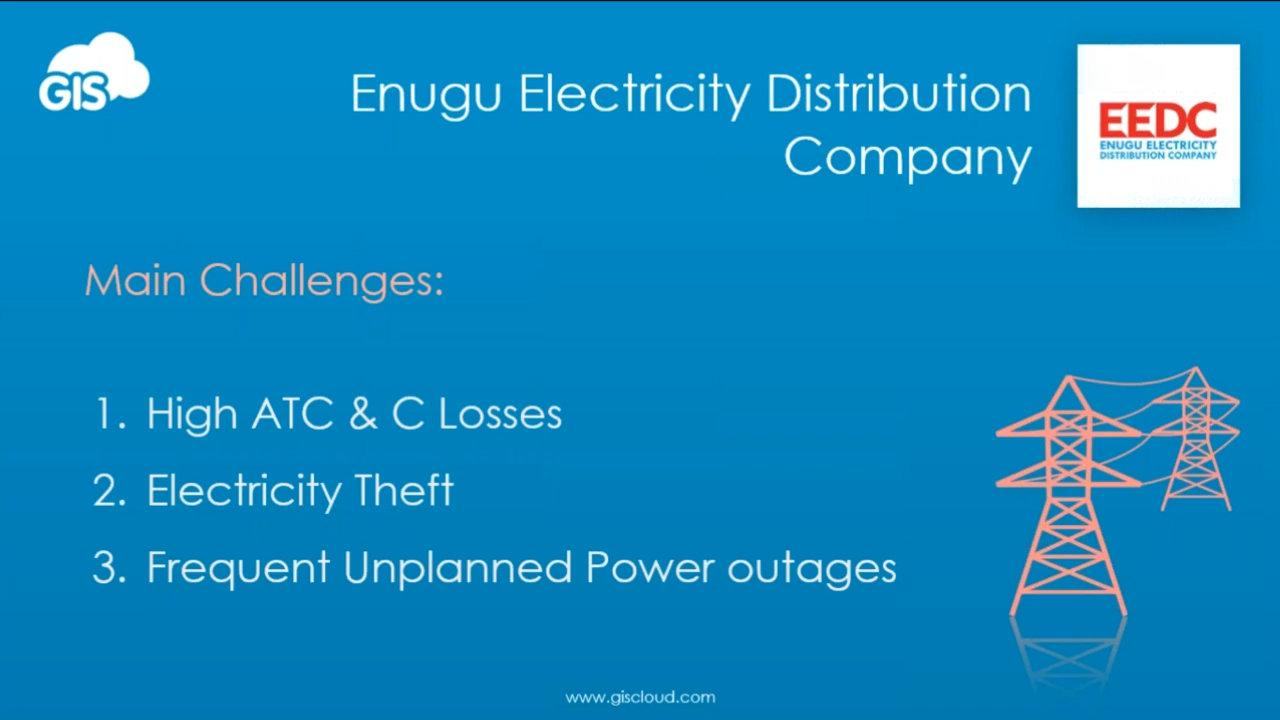 GIS
Enugu Electricity Distribution
Company
EEDC
ENUGU ELECTRICITY
DISTRIBUTION COMPANY
Main Challenges:
1. High ATC & C Losses
2. Electricity Theft
3. Frequent Unplanned Power outages
www.giscloud.com